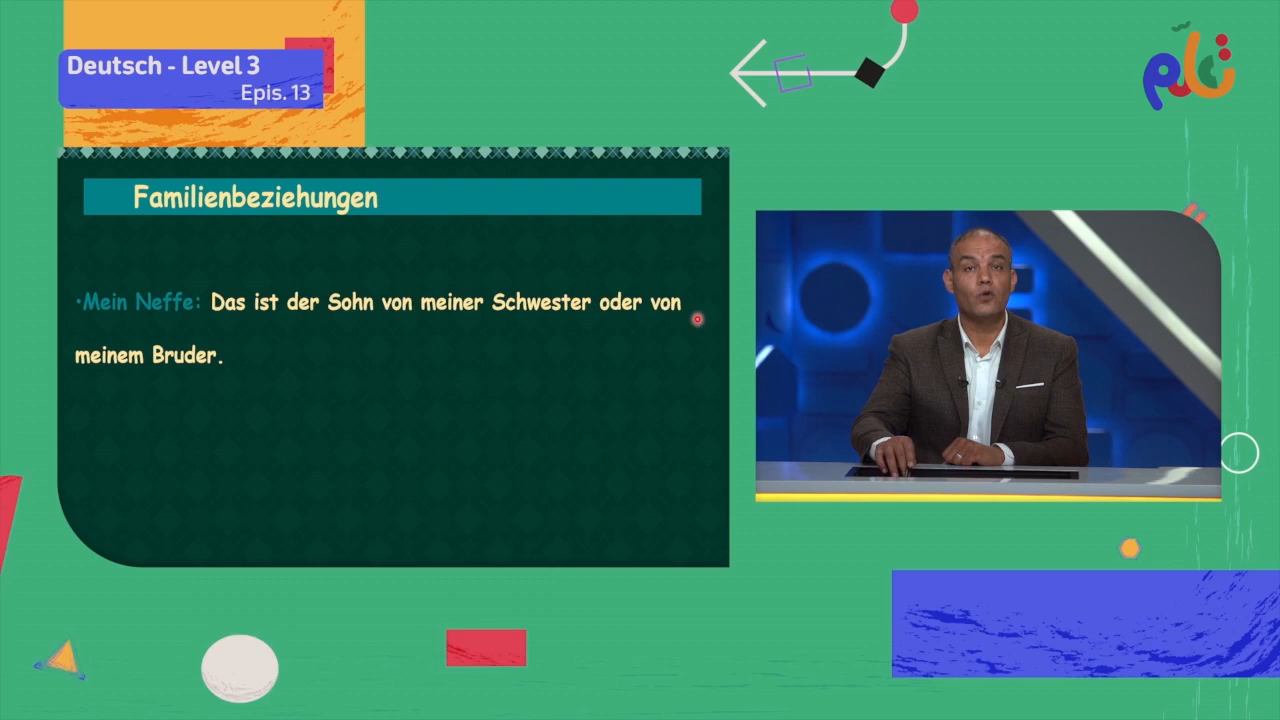 Deutsch - Level 3
Epis. 13
Familienbeziehungen
•Mein Neffe: Das ist der Sohn von meiner Schwester oder von
meinem Bruder.